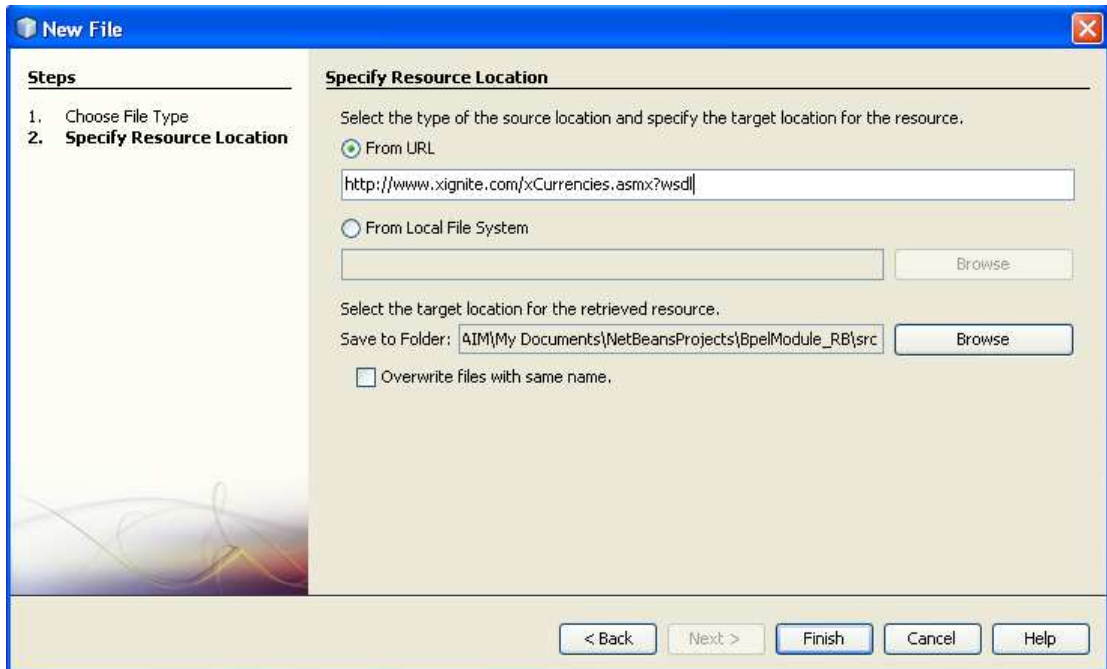 New File
Steps
1. Choose File Type
2. Specify Resource Location
Specify Resource Location
Select the type of the source location and specify the target location for the resource.
From URL
http://www.xignite.com/xCurrencies.asmx?wsdl
From Local File System
Browse
Select the target location for the retrieved resource.
Save to Folder: AIM\My Documents\NetBeansProjects\BpelModule_RB\src Browse
Overwrite files with same name.
< Back Next > Finish Cancel Help